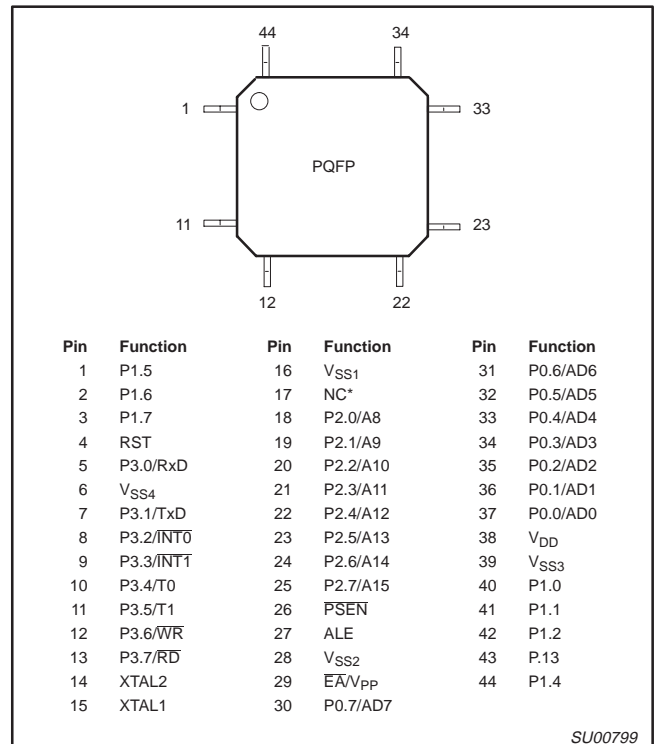 44 34
1 33
PQFP
11 23
12 22
Pin Function Pin Function Pin Function
1 P1.5 16 VSS1 31 P0.6/AD6
2 P1.6 17 NC* 32 P0.5/AD5
3 P1.7 18 P2.0/A8 33 P0.4/AD4
4 RST 19 P2.1/A9 34 P0.3/AD3
5 P3.0/RxD 20 P2.2/A10 35 P0.2/AD2
6 VSS4 21 P2.3/A11 36 P0.1/AD1
7 P3.1/TxD 22 P2.4/A12 37 P0.0/AD0
8 P3.2/I̅N̅T̅0̅ 23 P2.5/A13 38 VDD
9 P3.3/I̅N̅T̅1̅ 24 P2.6/A14 39 VSS3
10 P3.4/T0 25 P2.7/A15 40 P1.0
11 P3.5/T1 26 P̅S̅E̅N̅ 41 P1.1
12 P3.6/W̅R̅ 27 ALE 42 P1.2
13 P3.7/R̅D̅ 28 VSS2 43 P.13
14 XTAL2 29 E̅A̅/VPP 44 P1.4
15 XTAL1 30 P0.7/AD7
SU00799